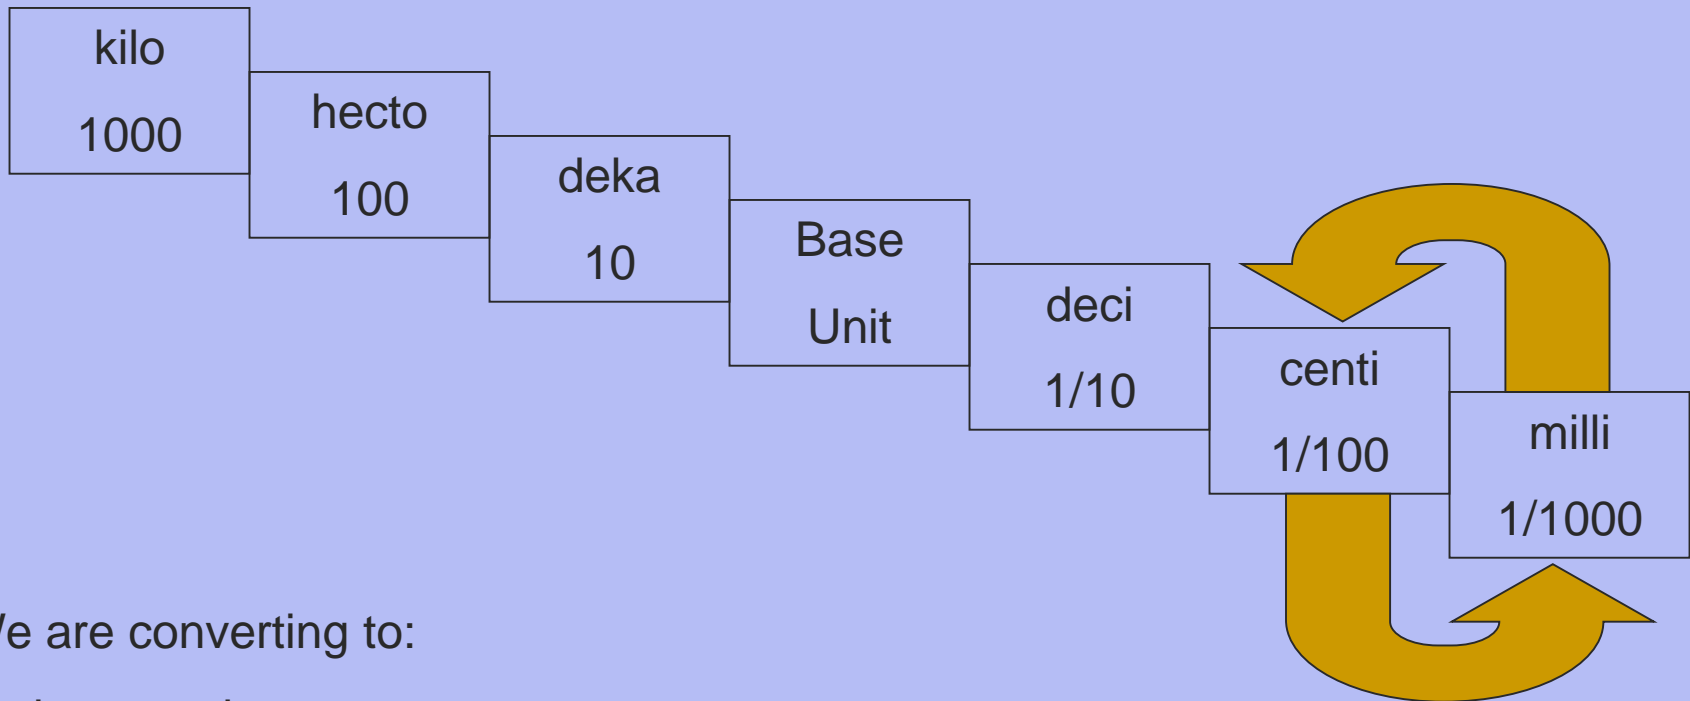 kilo
1000
hecto
100
deka
10
Base
Unit
deci
1/10
centi
1/100
milli
1/1000
We are converting to: